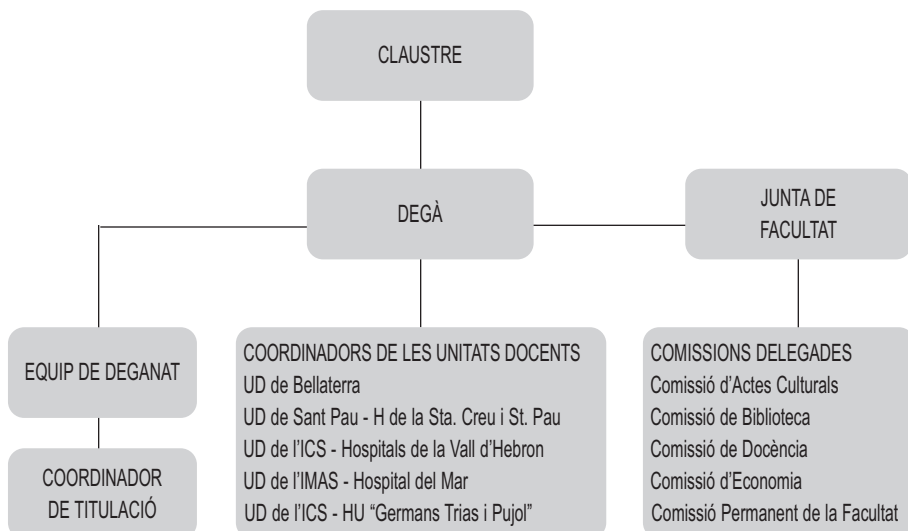 CLAUSTRE
DEGÀ
JUNTA DE
FACULTAT
EQUIP DE DEGANAT
COORDINADOR
DE TITULACIÓ
COORDINADORS DE LES UNITATS DOCENTS
UD de Bellaterra
UD de Sant Pau - H de la Sta. Creu i St. Pau
UD de l’ICS - Hospitals de la Vall d’Hebron
UD de l’IMAS - Hospital del Mar
UD de l’ICS - HU “Germans Trias i Pujol”
COMISSIONS DELEGADES
Comissió d’Actes Culturals
Comissió de Biblioteca
Comissió de Docència
Comissió d’Economia
Comissió Permanent de la Facultat